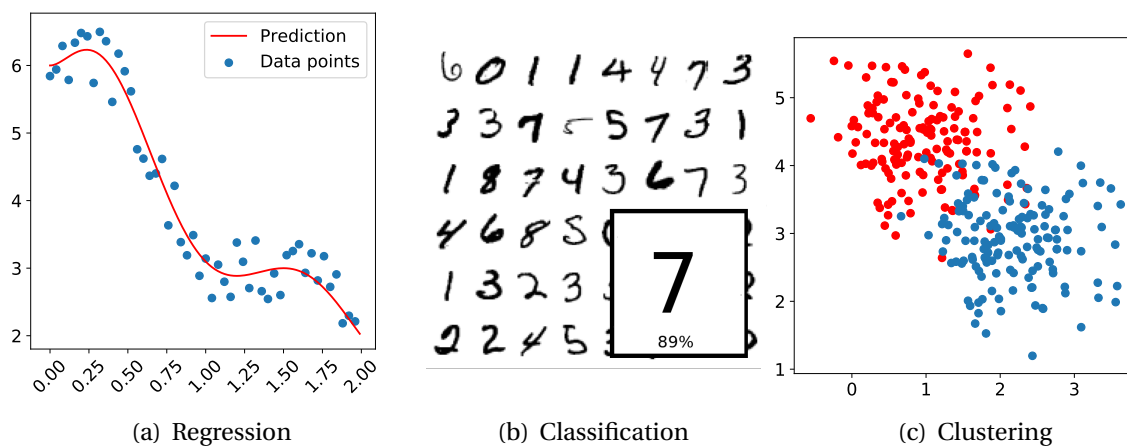 Prediction
Data points
6
5
4
3
2
0.00 0.25 0.50 0.75 1.00 1.25 1.50 1.75 2.00
(a) Regression
6 0 1 1 4 4 7 3
3 3 7 5 5 7 3 1
1 8 7 4 3 6 7 3
4 6 8 5
1 3 2 3
2 2 4 5
7
89%
(b) Classification
5
4
3
2
1
0 1 2 3
(c) Clustering